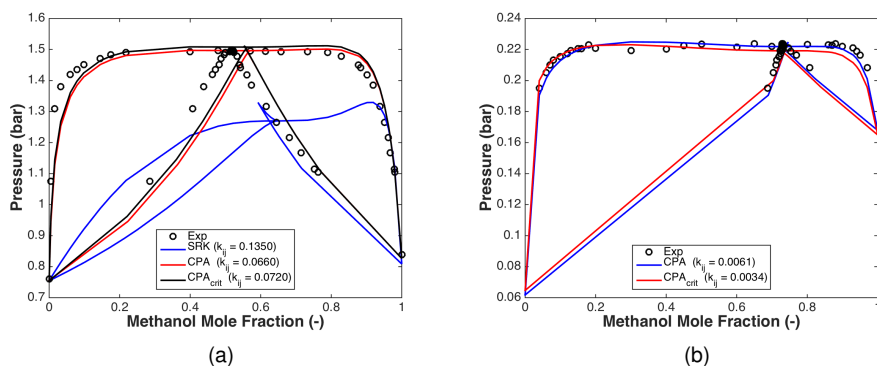 1.6
1.5
1.4
1.3
1.2
1.1
1
0.9
0.8
0.7
Pressure (bar)
Exp
SRK (k_ij = 0.1350)
CPA (k_ij = 0.0660)
CPA_crit (k_ij = 0.0720)
0 0.2 0.4 0.6 0.8 1
Methanol Mole Fraction (-)
(a)
0.24
0.22
0.2
0.18
0.16
0.14
0.12
0.1
0.08
0.06
Pressure (bar)
Exp
CPA (k_ij = 0.0061)
CPA_crit (k_ij = 0.0034)
0 0.2 0.4 0.6 0.8 1
Methanol Mole Fraction (-)
(b)